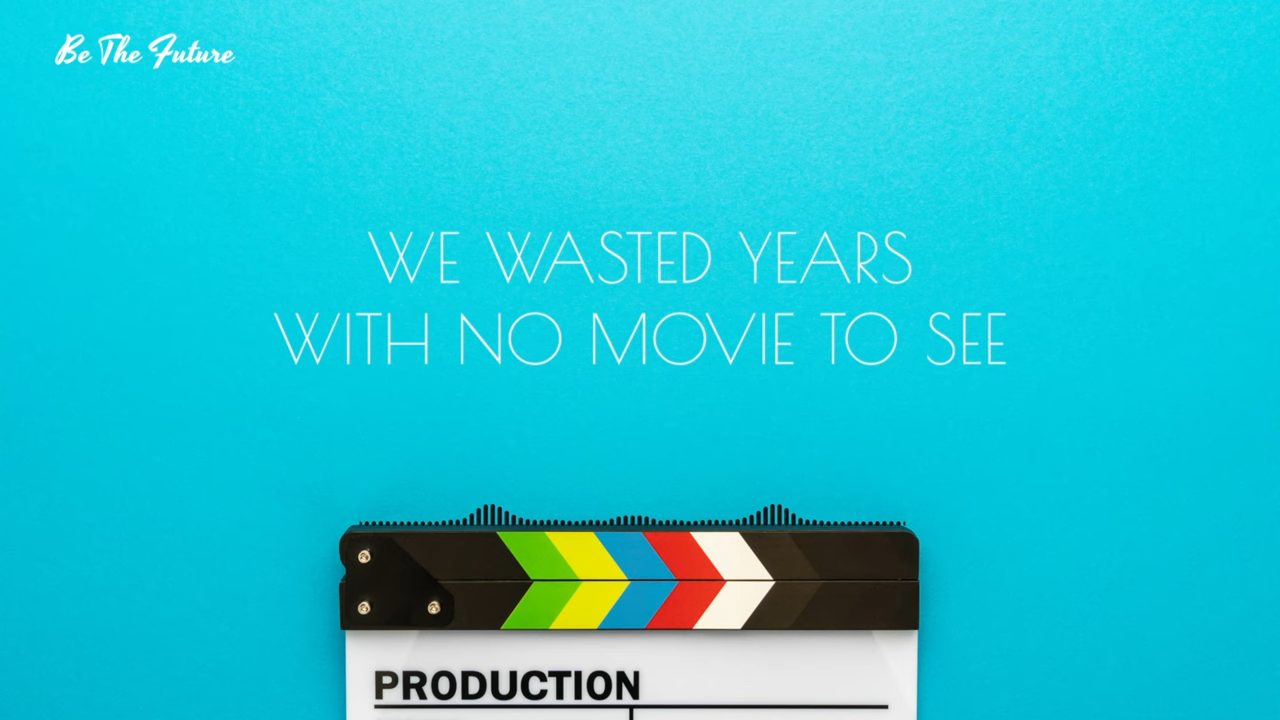 Be The Future
WE WASTED YEARS
WITH NO MOVIE TO SEE
PRODUCTION